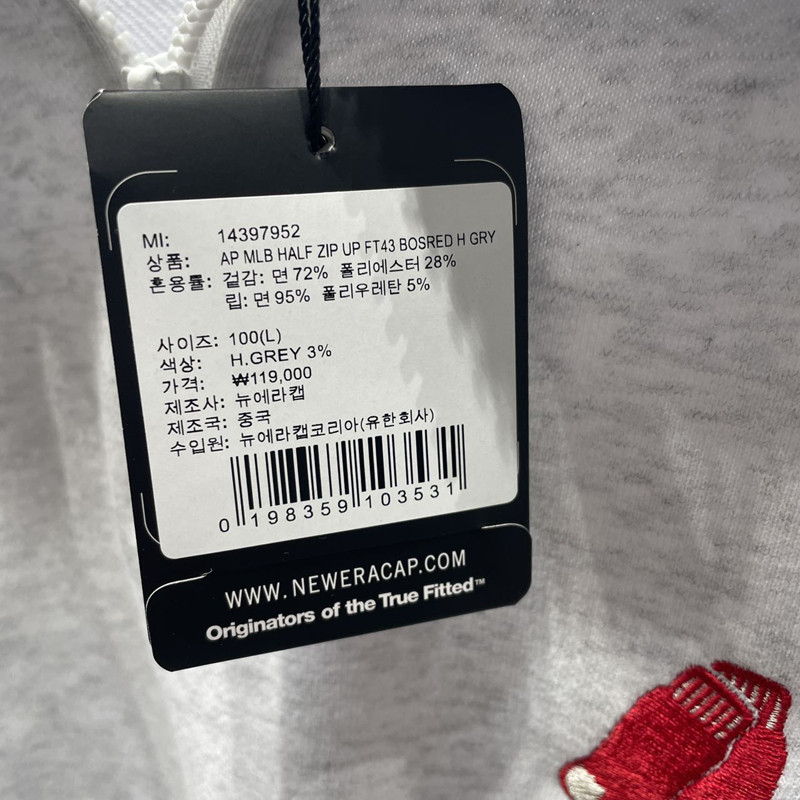 MI: 14397952
상품: AP MLB HALF ZIP UP FT43 BOSRED H GRY
혼용률: 겉감: 면 72% 폴리에스터 28%
립: 면 95% 폴리우레탄 5%
사이즈: 100(L)
색상: H.GREY 3%
가격: ₩119,000
제조사: 뉴에라캡
제조국: 중국
수입원: 뉴에라캡코리아(유한회사)
0 198359 103531
WWW.NEWERACAP.COM
Originators of the True Fitted™